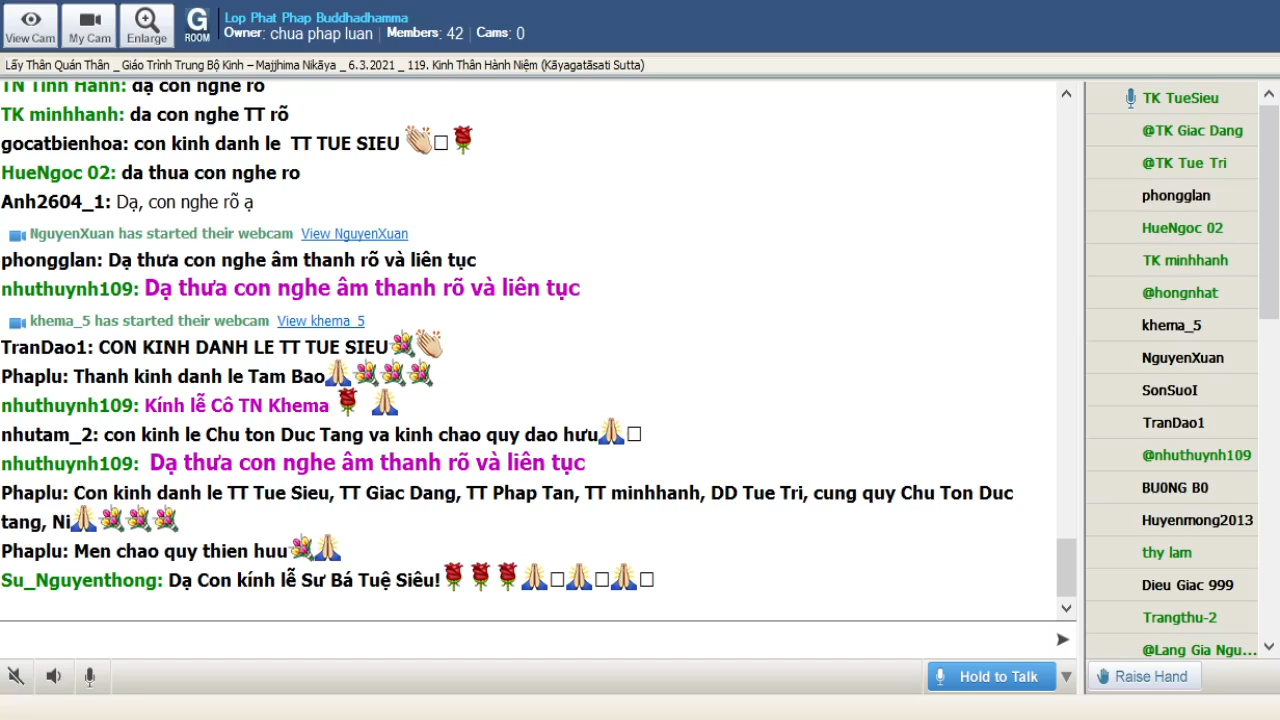 View Cam
My Cam
Enlarge
G
ROOM
Lop Phat Phap Buddhadhamma
Owner: chua phap luan | Members: 42 | Cams: 0
Lấy Thân Quán Thân _ Giáo Trình Trung Bộ Kinh – Majjhima Nikāya _ 6.3.2021 _ 119. Kinh Thân Hành Niệm (Kāyagatāsati Sutta)
TN Tinh Hanh: dạ con nghe ro
TK minhhanh: da con nghe TT rõ
gocatbienhoa: con kinh danh le TT TUE SIEU 👏□🌹
HueNgoc 02: da thua con nghe ro
Anh2604_1: Dạ, con nghe rõ ạ
NguyenXuan has started their webcam View NguyenXuan
phongglan: Dạ thưa con nghe âm thanh rõ và liên tục
nhuthuynh109: Dạ thưa con nghe âm thanh rõ và liên tục
khema_5 has started their webcam View khema_5
TranDao1: CON KINH DANH LE TT TUE SIEU💐👏
Phaplu: Thanh kinh danh le Tam Bao🙏💐💐💐
nhuthuynh109: Kính lễ Cô TN Khema 🌹 🙏
nhutam_2: con kinh le Chu ton Duc Tang va kinh chao quy dao hưu🙏□
nhuthuynh109: Dạ thưa con nghe âm thanh rõ và liên tục
Phaplu: Con kinh danh le TT Tue Sieu, TT Giac Dang, TT Phap Tan, TT minhhanh, DD Tue Tri, cung quy Chu Ton Duc
tang, Ni🙏💐💐💐
Phaplu: Men chao quy thien huu💐🙏
Su_Nguyenthong: Dạ Con kính lễ Sư Bá Tuệ Siêu!🌹🌹🌹🙏□🙏□🙏□
Hold to Talk
TK TueSieu
@TK Giac Dang
@TK Tue Tri
phongglan
HueNgoc 02
TK minhhanh
@hongnhat
khema_5
NguyenXuan
SonSuoI
TranDao1
@nhuthuynh109
BU0NG B0
Huyenmong2013
thy lam
Dieu Giac 999
Trangthu-2
@Lang Gia Ngu...
Raise Hand